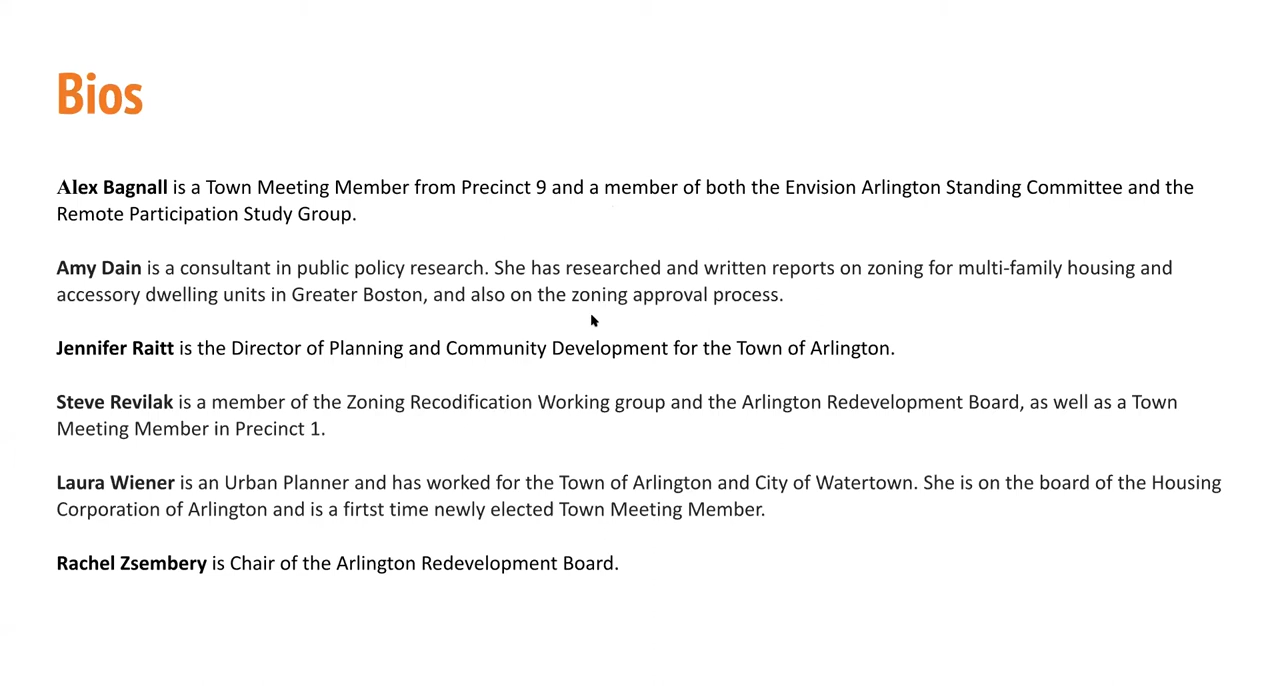 Bios
Alex Bagnall is a Town Meeting Member from Precinct 9 and a member of both the Envision Arlington Standing Committee and the
Remote Participation Study Group.
Amy Dain is a consultant in public policy research. She has researched and written reports on zoning for multi-family housing and
accessory dwelling units in Greater Boston, and also on the zoning approval process.
Jennifer Raitt is the Director of Planning and Community Development for the Town of Arlington.
Steve Revilak is a member of the Zoning Recodification Working group and the Arlington Redevelopment Board, as well as a Town
Meeting Member in Precinct 1.
Laura Wiener is an Urban Planner and has worked for the Town of Arlington and City of Watertown. She is on the board of the Housing
Corporation of Arlington and is a firtst time newly elected Town Meeting Member.
Rachel Zsembery is Chair of the Arlington Redevelopment Board.